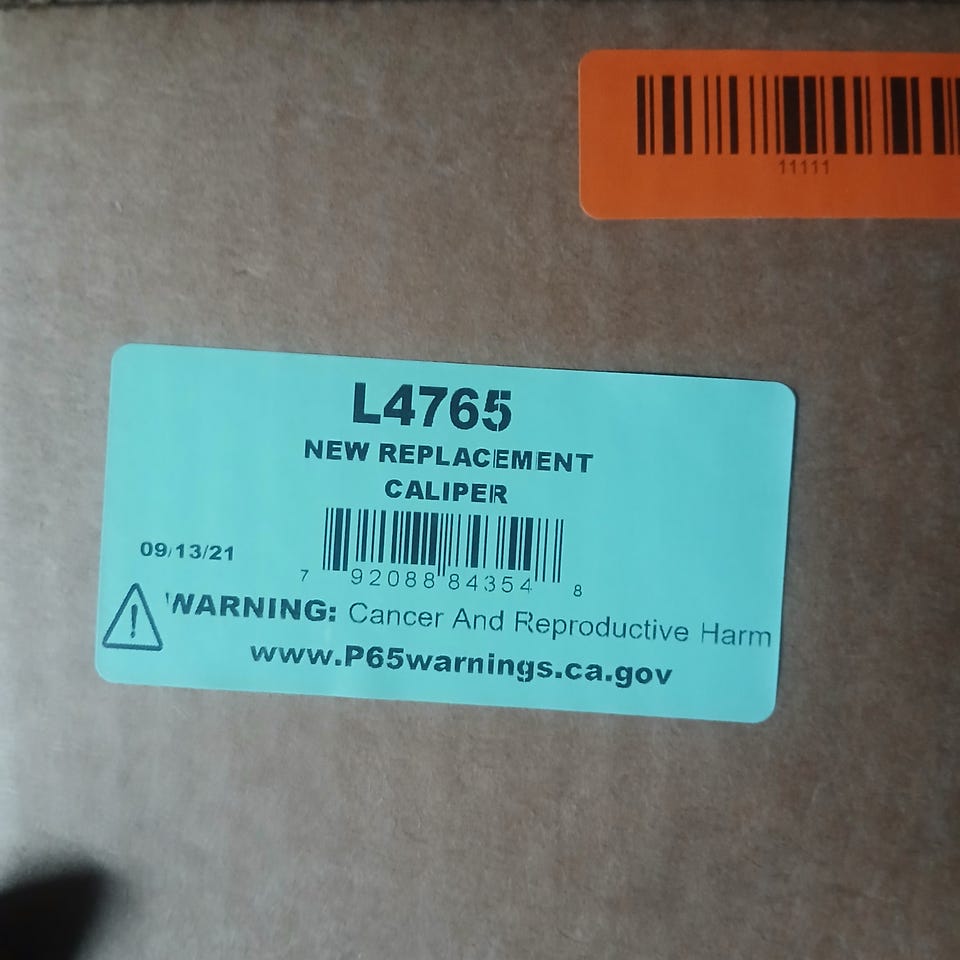 11111
L4765
NEW REPLACEMENT
CALIPER
09/13/21
7 92088 84354 8
WARNING: Cancer And Reproductive Harm
www.P65warnings.ca.gov